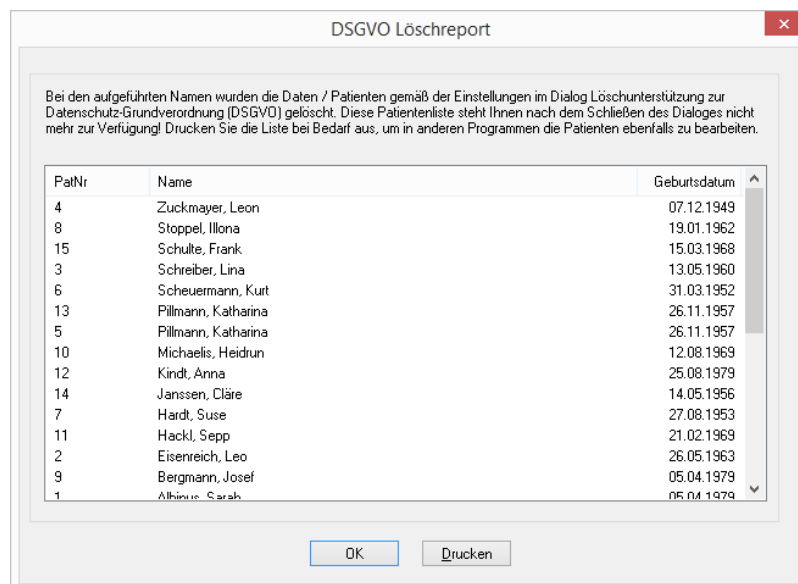 DSGVO Löschreport
Bei den aufgeführten Namen wurden die Daten / Patienten gemäß der Einstellungen im Dialog Löschunterstützung zur
Datenschutz-Grundverordnung (DSGVO) gelöscht. Diese Patientenliste steht Ihnen nach dem Schließen des Dialoges nicht
mehr zur Verfügung! Drucken Sie die Liste bei Bedarf aus, um in anderen Programmen die Patienten ebenfalls zu bearbeiten.
PatNr Name Geburtsdatum
4 Zuckmayer, Leon 07.12.1949
8 Stoppel, Illona 19.01.1962
15 Schulte, Frank 15.03.1968
3 Schreiber, Lina 13.05.1960
6 Scheuermann, Kurt 31.03.1952
13 Pillmann, Katharina 26.11.1957
5 Pillmann, Katharina 26.11.1957
10 Michaelis, Heidrun 12.08.1969
12 Kindt, Anna 25.08.1979
14 Janssen, Cläre 14.05.1956
7 Hardt, Suse 27.08.1953
11 Hackl, Sepp 21.02.1969
2 Eisenreich, Leo 26.05.1963
9 Bergmann, Josef 05.04.1979
1 Albinus, Sarah 05.04.1979
OK Drucken